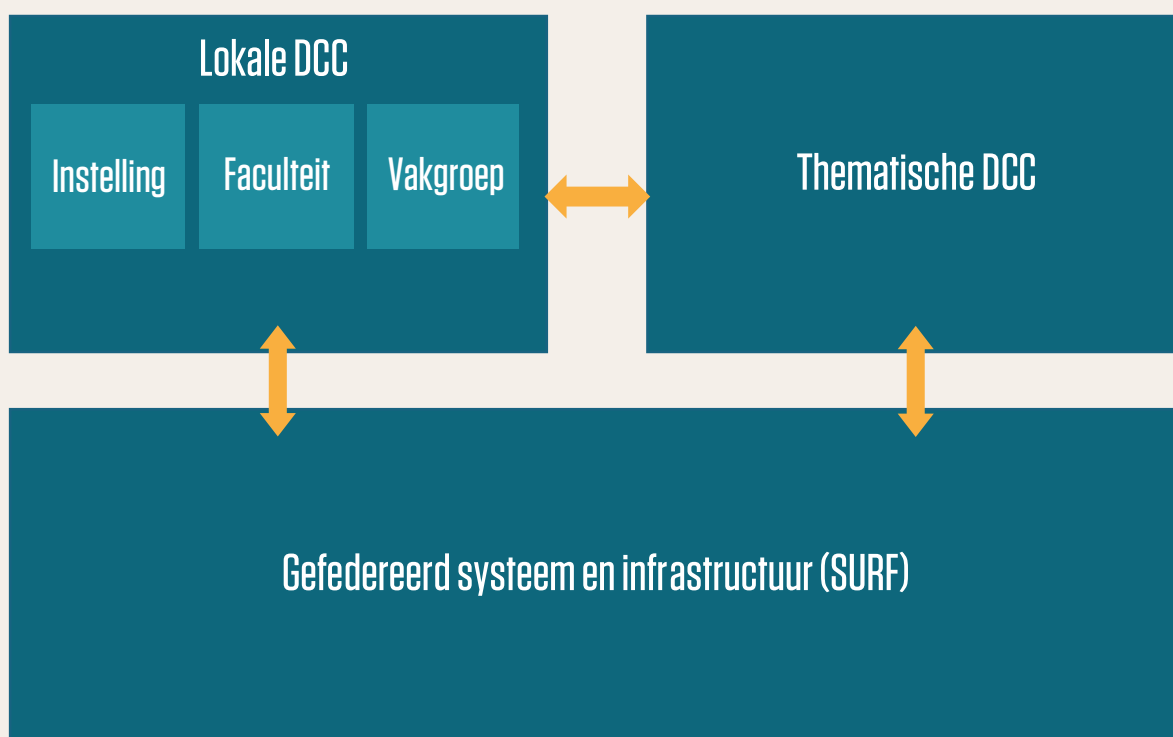 Lokale DCC
Instelling
Faculteit
Vakgroep
Thematische DCC
Gefedereerd systeem en infrastructuur (SURF)